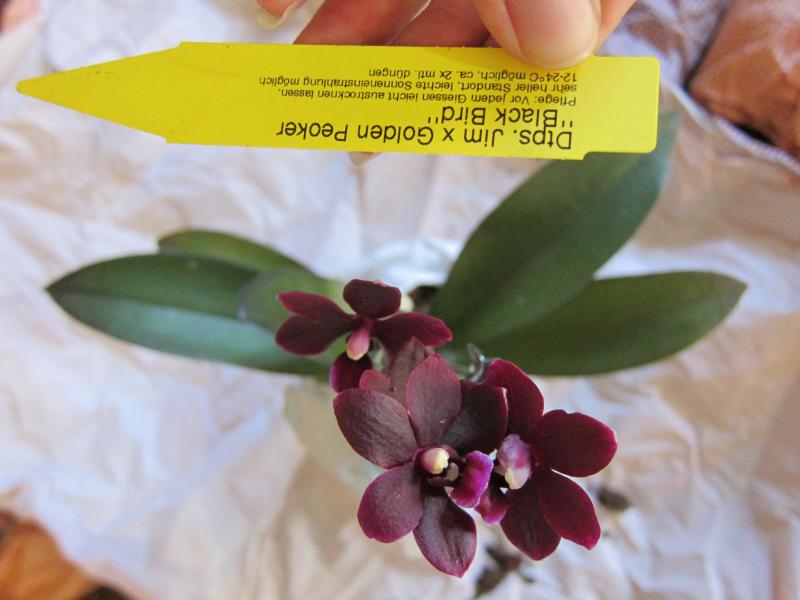 Dtps. Jim x Golden Peoker
"Black Bird"
Pflege: Vor jedem Giessen leicht austrocknen lassen,
sehr heller Standort, leichte Sonneneinstrahlung möglich
12-24°C möglich, ca. 2x mtl. düngen